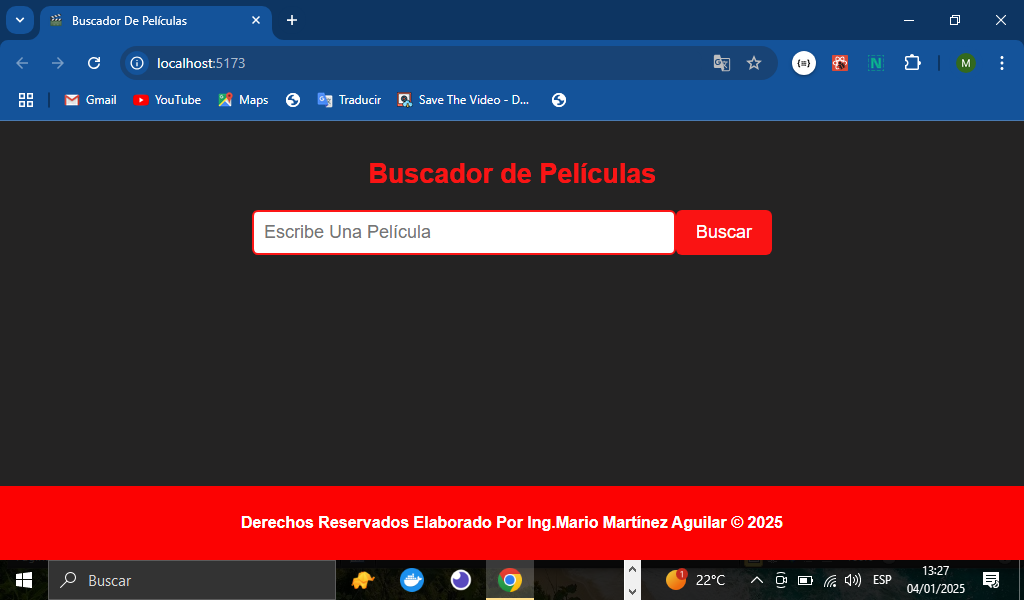 Buscador De Películas
localhost:5173
Gmail
YouTube
Maps
Traducir
Save The Video - D...
M
N
Buscador de Películas
Escribe Una Película
Buscar
Derechos Reservados Elaborado Por Ing.Mario Martínez Aguilar © 2025
Buscar
1
22°C
ESP
13:27
04/01/2025